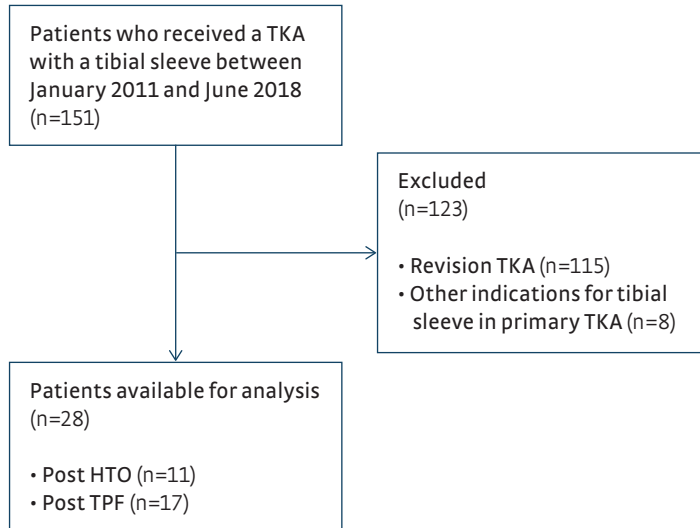 Patients who received a TKA
with a tibial sleeve between
January 2011 and June 2018
(n=151)
Excluded
(n=123)
• Revision TKA (n=115)
• Other indications for tibial
sleeve in primary TKA (n=8)
Patients available for analysis
(n=28)
• Post HTO (n=11)
• Post TPF (n=17)